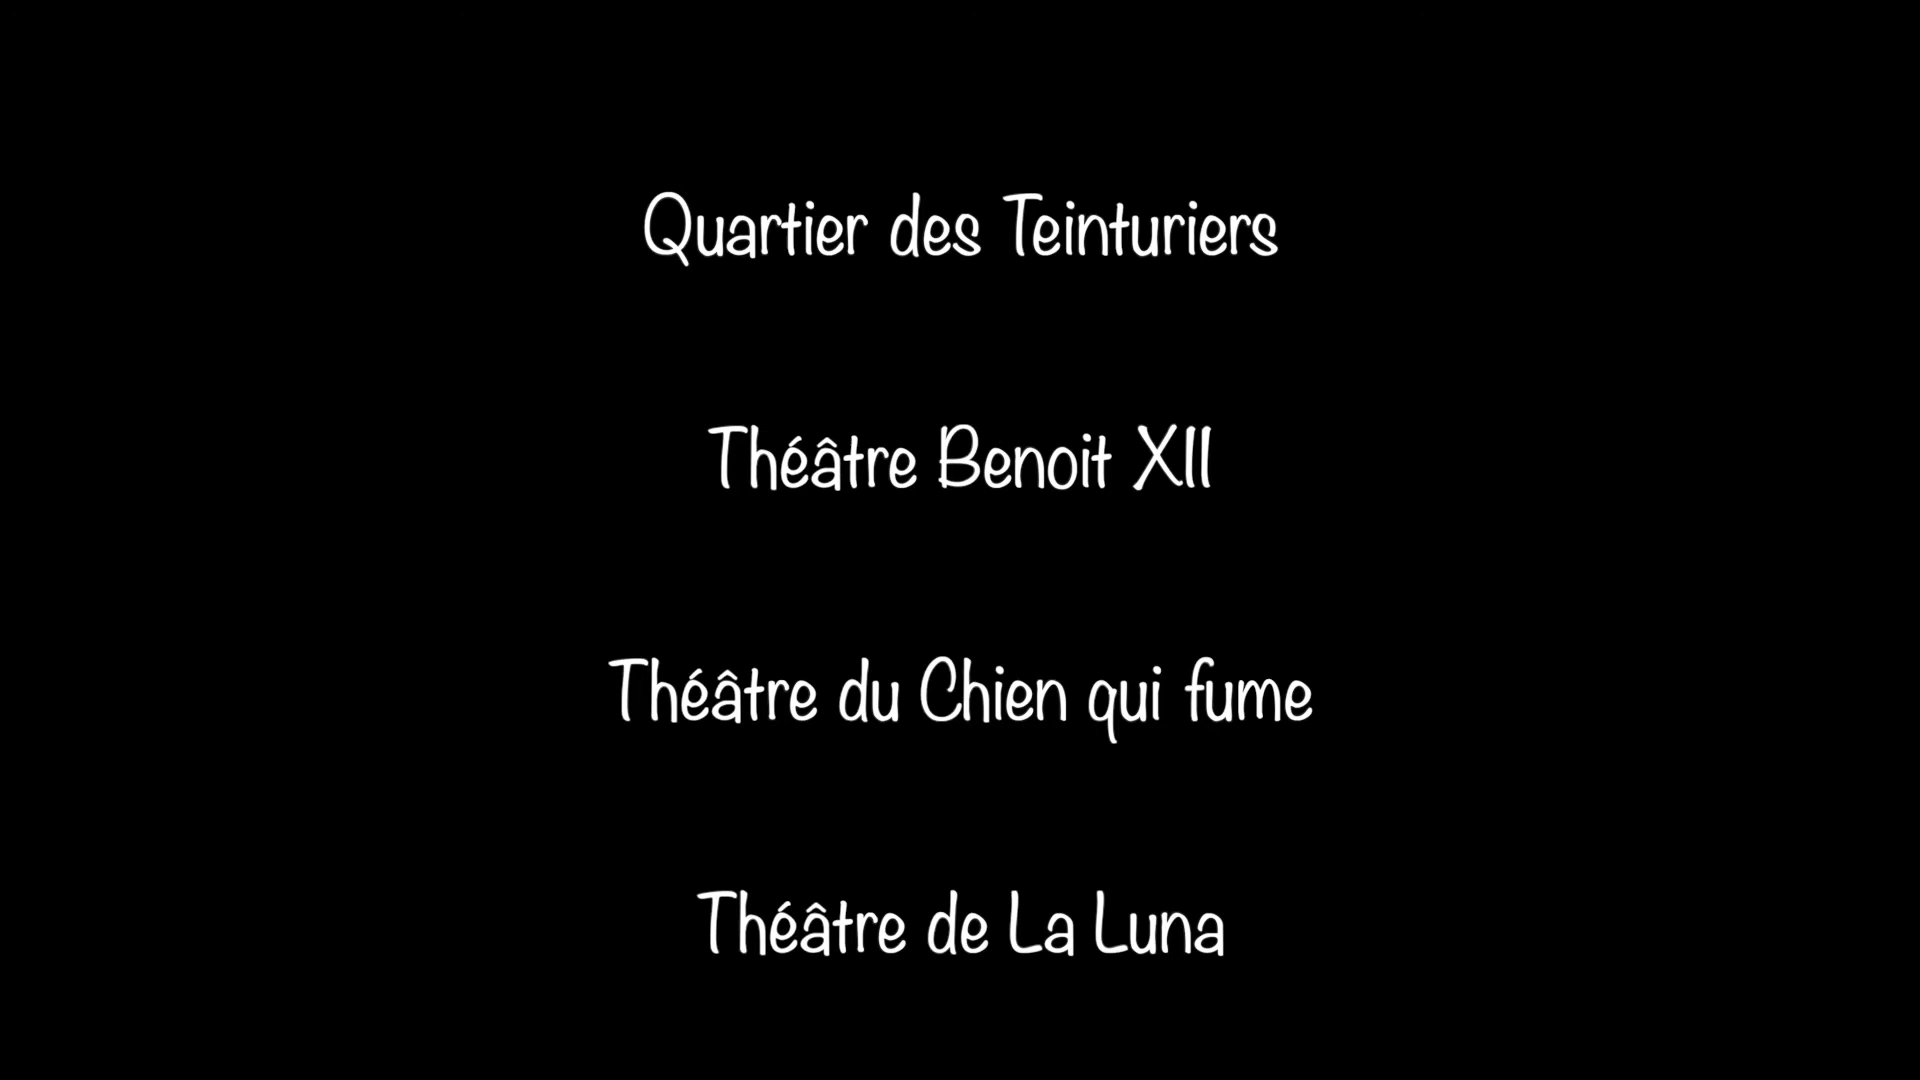 Quartier des Teinturiers
Théâtre Benoit XII
Théâtre du Chien qui fume
Théâtre de La Luna